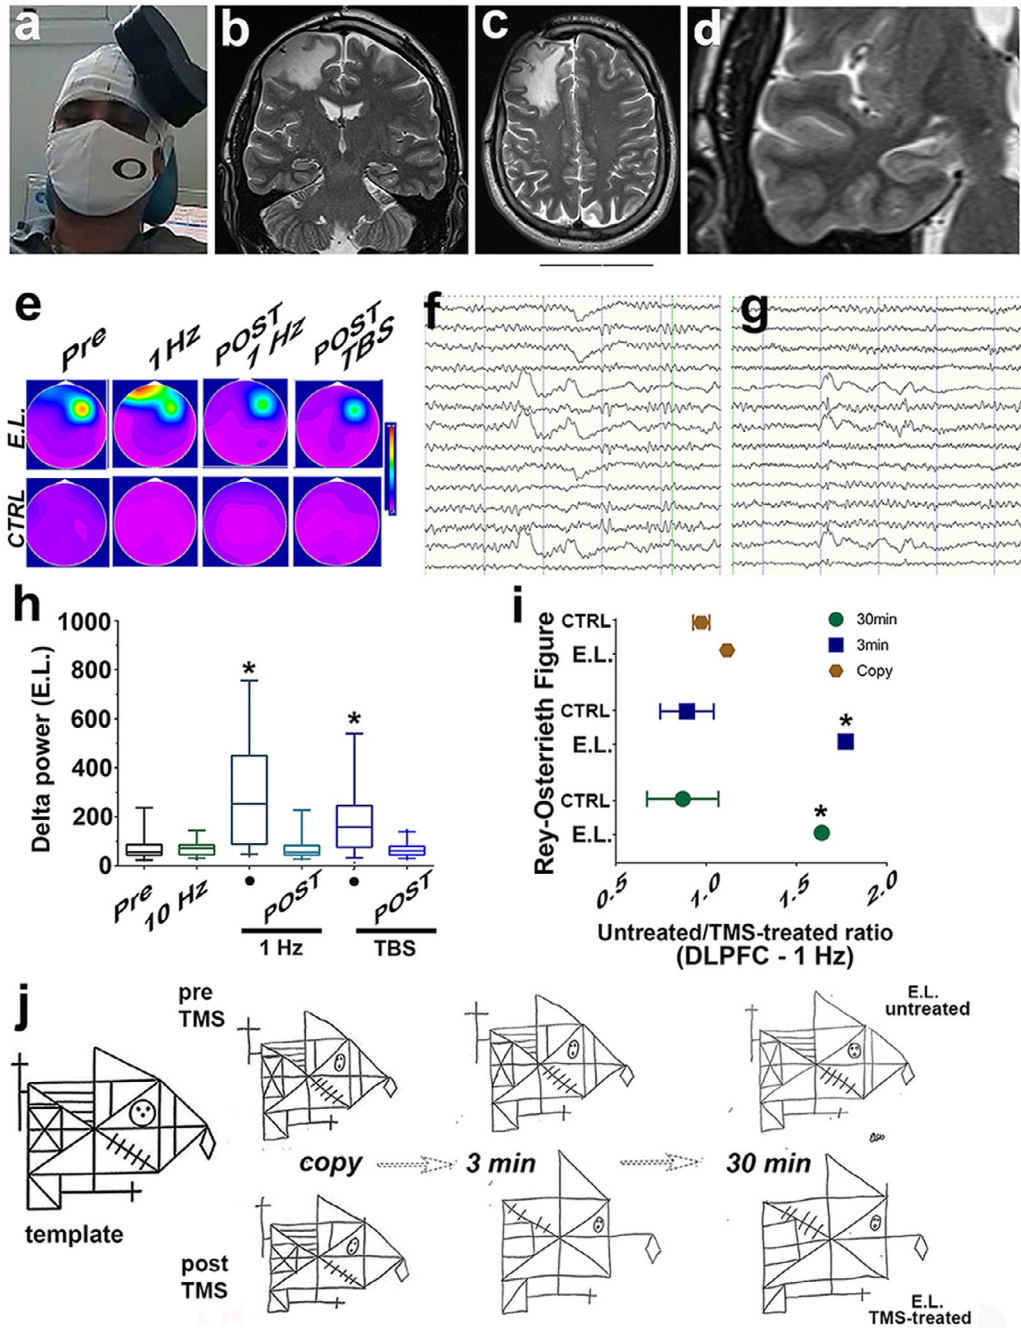 a
b
c
d
e
Pre
1 Hz
POST
1 Hz
POST
TBS
E.L.
CTRL
f
g
h
Delta power (E.L.)
1000
800
600
400
200
0
*
*
Pre
10 Hz
•
POST
•
POST
1 Hz
TBS
i
Rey-Osterrieth Figure
CTRL
E.L.
CTRL
E.L.
CTRL
E.L.
30min
3min
Copy
*
*
0.5
1.0
1.5
2.0
Untreated/TMS-treated ratio
(DLPFC - 1 Hz)
j
pre
TMS
E.L.
untreated
template
copy
3 min
30 min
post
TMS
E.L.
TMS-treated